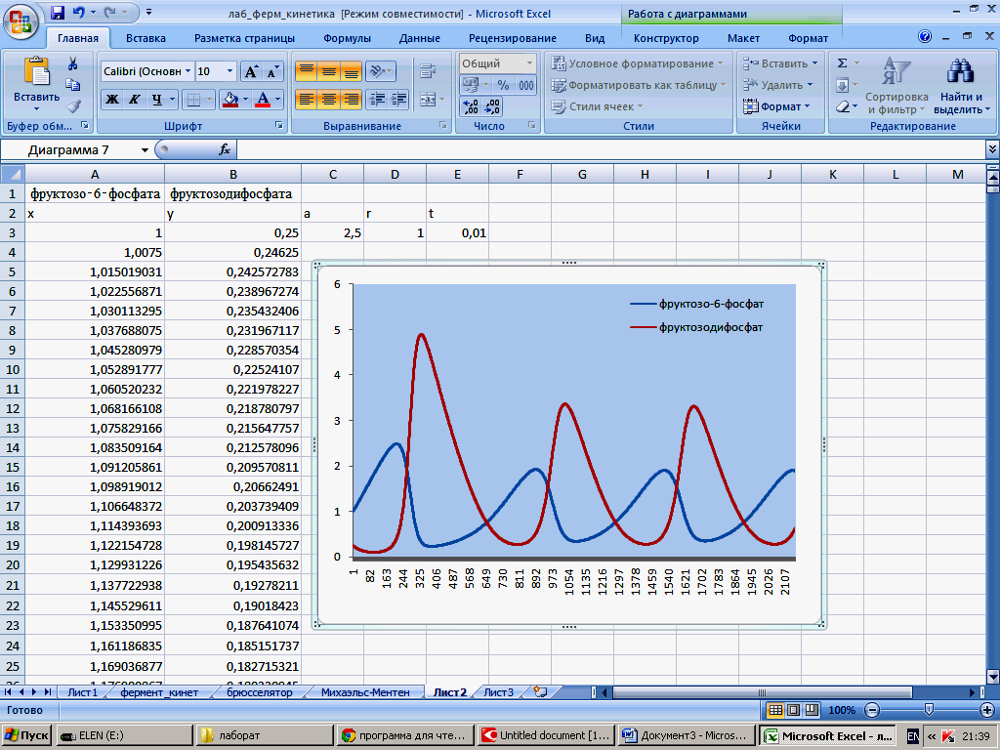 лаб_ферм_кинетика [Режим совместимости] - Microsoft Excel
Работа с диаграммами
Главная Вставка Разметка страницы Формулы Данные Рецензирование Вид Конструктор Макет Формат
Вставить
Calibri (Основн 10
Общий
Условное форматирование
Вставить
Форматировать как таблицу
Удалить
Стили ячеек
Формат
Сортировка и фильтр
Найти и выделить
Ж К Ч
% 000
Буфер обм... Шрифт Выравнивание Число Стили Ячейки Редактирование
Диаграмма 7 fx
A B C D E F G H I J K L M
1 фруктозо-6-фосфата фруктозодифосфата
2 x y a r t
3 1 0,25 2,5 1 0,01
4 1,0075 0,24625
5 1,015019031 0,242572783
6 1,022556871 0,238967274
7 1,030113295 0,235432406
8 1,037688075 0,231967117
9 1,045280979 0,228570354
10 1,052891777 0,22524107
11 1,060520232 0,221978227
12 1,068166108 0,218780797
13 1,075829166 0,215647757
14 1,083509164 0,212578096
15 1,091205861 0,209570811
16 1,098919012 0,20662491
17 1,106648372 0,203739409
18 1,114393693 0,200913336
19 1,122154728 0,198145727
20 1,129931226 0,195435632
21 1,137722938 0,19278211
22 1,145529611 0,19018423
23 1,153350995 0,187641074
24 1,161186835 0,185151737
25 1,169036877 0,182715321
6
5
4
3
2
1
0
фруктозо-6-фосфат
фруктозодифосфат
1 82 163 244 325 406 487 568 649 730 811 892 973 1054 1135 1216 1297 1378 1459 1540 1621 1702 1783 1864 1945 2026 2107
Лист1 фермент_кинет брюсселятор Михаэльс-Ментен Лист2 Лист3
Готово 100%
Пуск ELEN (E:) лаборат программа для чте... Untitled document [1... Документ3 - Micros... Microsoft Excel - л... EN « 21:39